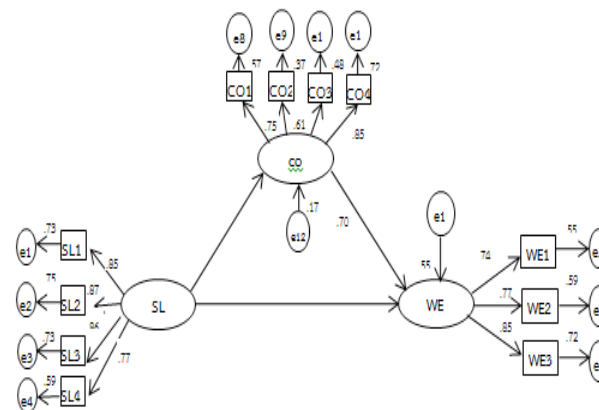 e8 e9 e1 e1
.57 .37 .48 .72
CO1 CO2 CO3 CO4
.75 .61 .85
co
.17
e12
.70
e1
.55
.73
e1 SL1
.85
.75
e2 SL2 .87
SL
.73
e3 SL3 .86
.59
e4 SL4 .77
WE
.74 WE1 .55 e
.77 WE2 .59 e
.85 WE3 .72 e